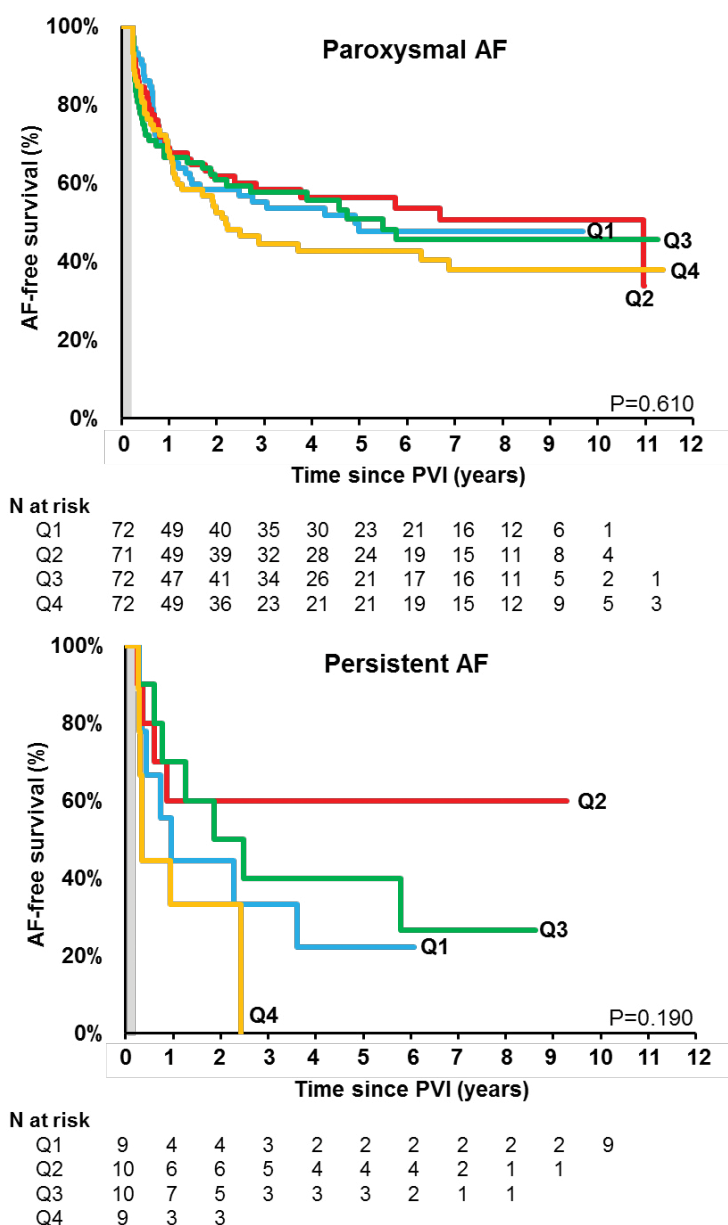 100%
Paroxysmal AF
80%
60%
40%
20%
0%
AF-free survival (%)
Q1
Q3
Q4
Q2
P=0.610
0 1 2 3 4 5 6 7 8 9 10 11 12
Time since PVI (years)
N at risk
Q1 72 49 40 35 30 23 21 16 12 6 1
Q2 71 49 39 32 28 24 19 15 11 8 4
Q3 72 47 41 34 26 21 17 16 11 5 2 1
Q4 72 49 36 23 21 21 19 15 12 9 5 3
100%
Persistent AF
80%
60%
40%
20%
0%
AF-free survival (%)
Q2
Q3
Q1
Q4
P=0.190
0 1 2 3 4 5 6 7 8 9 10 11 12
Time since PVI (years)
N at risk
Q1 9 4 4 3 2 2 2 2 2 2 9
Q2 10 6 6 5 4 4 4 2 1 1
Q3 10 7 5 3 3 3 2 1 1
Q4 9 3 3